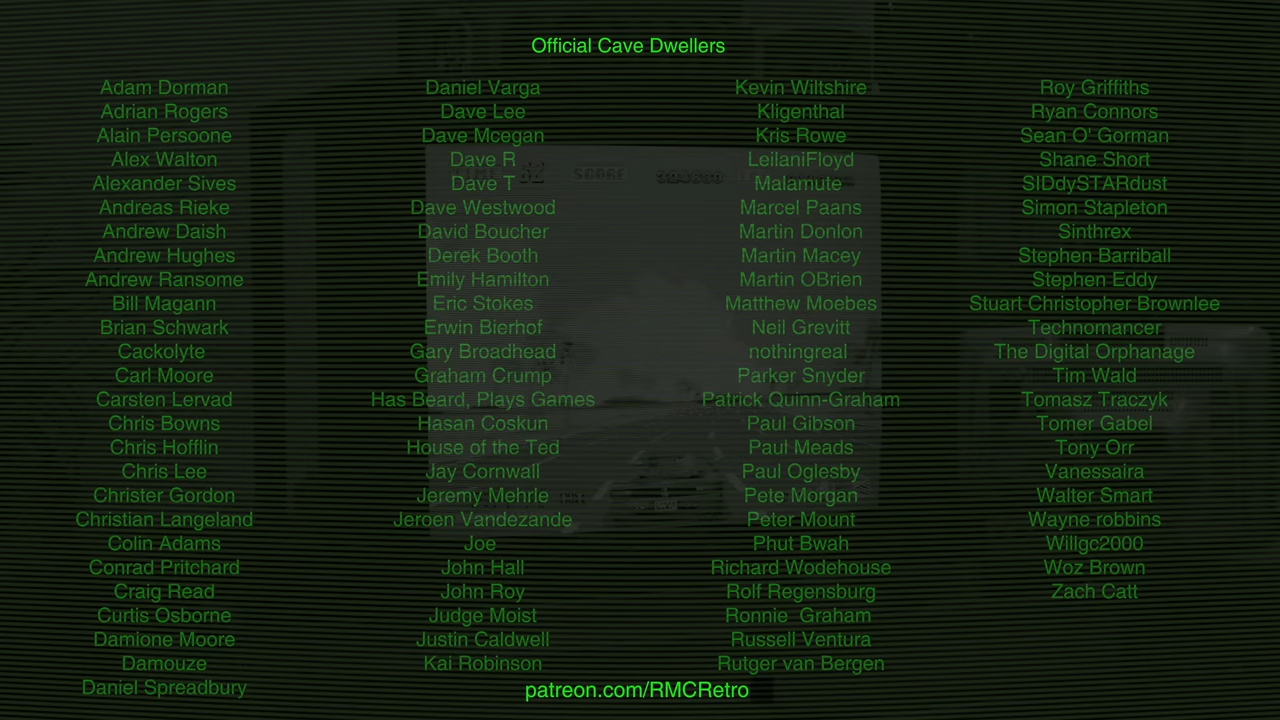 Official Cave Dwellers
Adam Dorman
Adrian Rogers
Alain Persoone
Alex Walton
Alexander Sives
Andreas Rieke
Andrew Daish
Andrew Hughes
Andrew Ransome
Bill Magann
Brian Schwark
Cackolyte
Carl Moore
Carsten Lervad
Chris Bowns
Chris Hofflin
Chris Lee
Christer Gordon
Christian Langeland
Colin Adams
Conrad Pritchard
Craig Read
Curtis Osborne
Damione Moore
Damouze
Daniel Spreadbury
Daniel Varga
Dave Lee
Dave Mcegan
Dave R
Dave T
Dave Westwood
David Boucher
Derek Booth
Emily Hamilton
Eric Stokes
Erwin Bierhof
Gary Broadhead
Graham Crump
Has Beard, Plays Games
Hasan Coskun
House of the Ted
Jay Cornwall
Jeremy Mehrle
Jeroen Vandezande
Joe
John Hall
John Roy
Judge Moist
Justin Caldwell
Kai Robinson
Kevin Wiltshire
Kligenthal
Kris Rowe
LeilaniFloyd
Malamute
Marcel Paans
Martin Donlon
Martin Macey
Martin OBrien
Matthew Moebes
Neil Grevitt
nothingreal
Parker Snyder
Patrick Quinn-Graham
Paul Gibson
Paul Meads
Paul Oglesby
Pete Morgan
Peter Mount
Phut Bwah
Richard Wodehouse
Rolf Regensburg
Ronnie  Graham
Russell Ventura
Rutger van Bergen
Roy Griffiths
Ryan Connors
Sean O' Gorman
Shane Short
SIDdySTARdust
Simon Stapleton
Sinthrex
Stephen Barriball
Stephen Eddy
Stuart Christopher Brownlee
Technomancer
The Digital Orphanage
Tim Wald
Tomasz Traczyk
Tomer Gabel
Tony Orr
Vanessaira
Walter Smart
Wayne robbins
Willgc2000
Woz Brown
Zach Catt
SCORE
patreon.com/RMCRetro